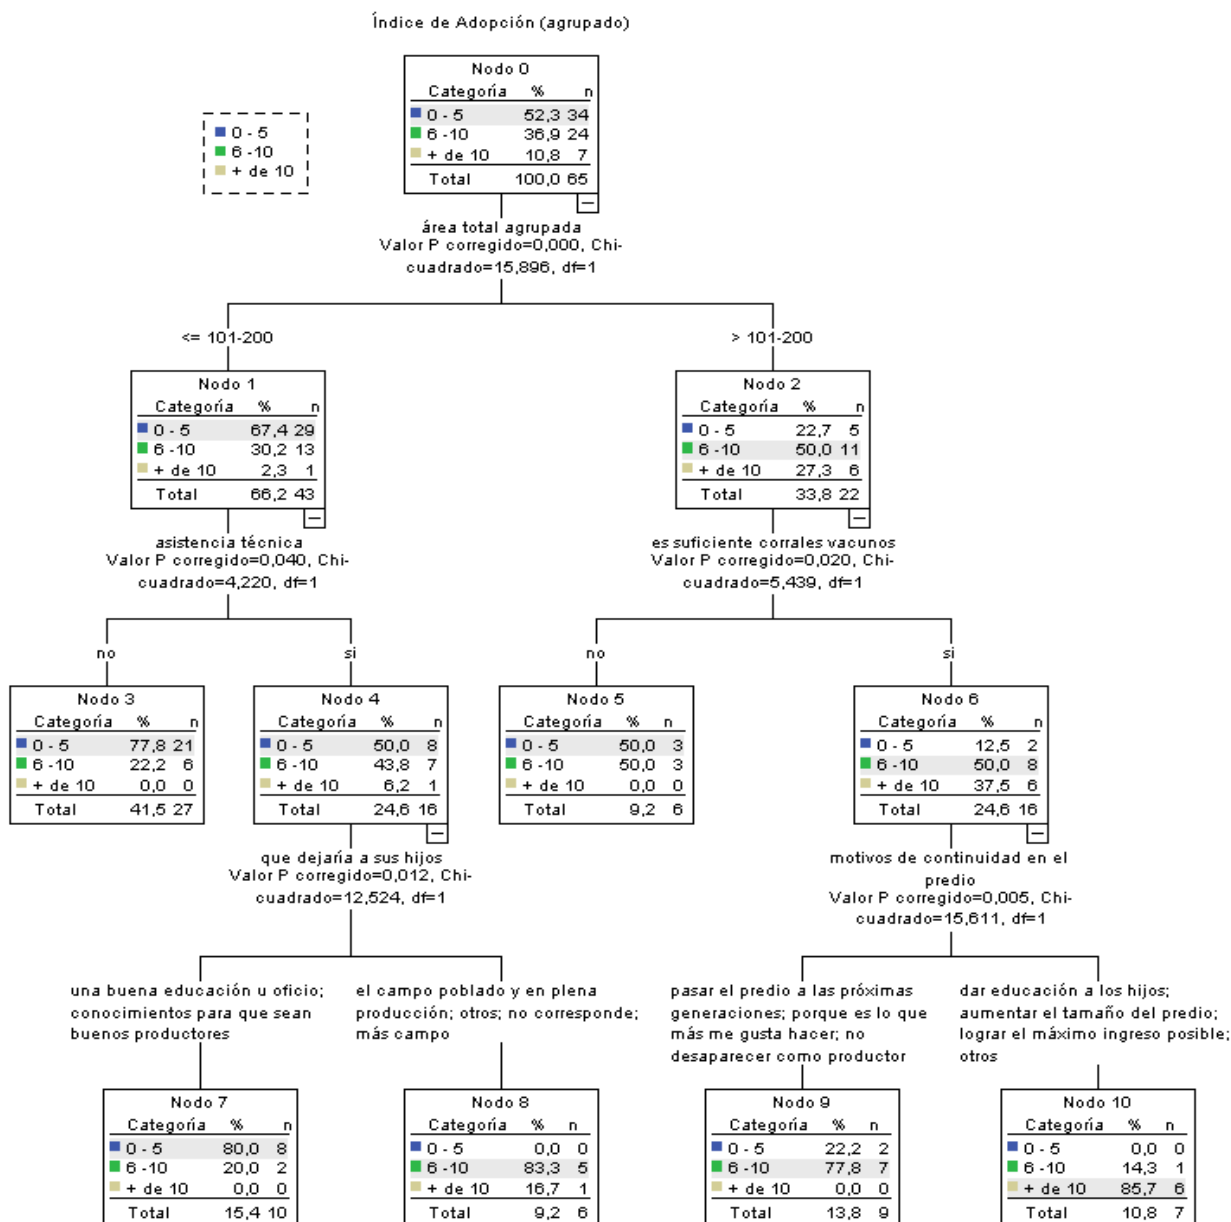 Índice de Adopción (agrupado)
Nodo 0
Categoría % n
0 - 5 52,3 34
6 -10 36,9 24
+ de 10 10,8 7
Total 100,0 65
0 - 5
6 -10
+ de 10
área total agrupada
Valor P corregido=0,000, Chi-
cuadrado=15,896, df=1
<= 101-200
> 101-200
Nodo 1
Categoría % n
0 - 5 67,4 29
6 -10 30,2 13
+ de 10 2,3 1
Total 66,2 43
Nodo 2
Categoría % n
0 - 5 22,7 5
6 -10 50,0 11
+ de 10 27,3 6
Total 33,8 22
asistencia técnica
Valor P corregido=0,040, Chi-
cuadrado=4,220, df=1
es suficiente corrales vacunos
Valor P corregido=0,020, Chi-
cuadrado=5,439, df=1
no
si
no
si
Nodo 3
Categoría % n
0 - 5 77,8 21
6 -10 22,2 6
+ de 10 0,0 0
Total 41,5 27
Nodo 4
Categoría % n
0 - 5 50,0 8
6 -10 43,8 7
+ de 10 6,2 1
Total 24,6 16
Nodo 5
Categoría % n
0 - 5 50,0 3
6 -10 50,0 3
+ de 10 0,0 0
Total 9,2 6
Nodo 6
Categoría % n
0 - 5 12,5 2
6 -10 50,0 8
+ de 10 37,5 6
Total 24,6 16
que dejaría a sus hijos
Valor P corregido=0,012, Chi-
cuadrado=12,524, df=1
motivos de continuidad en el
predio
Valor P corregido=0,005, Chi-
cuadrado=15,611, df=1
una buena educación u oficio;
conocimientos para que sean
buenos productores
el campo poblado y en plena
producción; otros; no corresponde;
más campo
pasar el predio a las próximas
generaciones; porque es lo que
más me gusta hacer; no
desaparecer como productor
dar educación a los hijos;
aumentar el tamaño del predio;
lograr el máximo ingreso posible;
otros
Nodo 7
Categoría % n
0 - 5 80,0 8
6 -10 20,0 2
+ de 10 0,0 0
Total 15,4 10
Nodo 8
Categoría % n
0 - 5 0,0 0
6 -10 83,3 5
+ de 10 16,7 1
Total 9,2 6
Nodo 9
Categoría % n
0 - 5 22,2 2
6 -10 77,8 7
+ de 10 0,0 0
Total 13,8 9
Nodo 10
Categoría % n
0 - 5 0,0 0
6 -10 14,3 1
+ de 10 85,7 6
Total 10,8 7